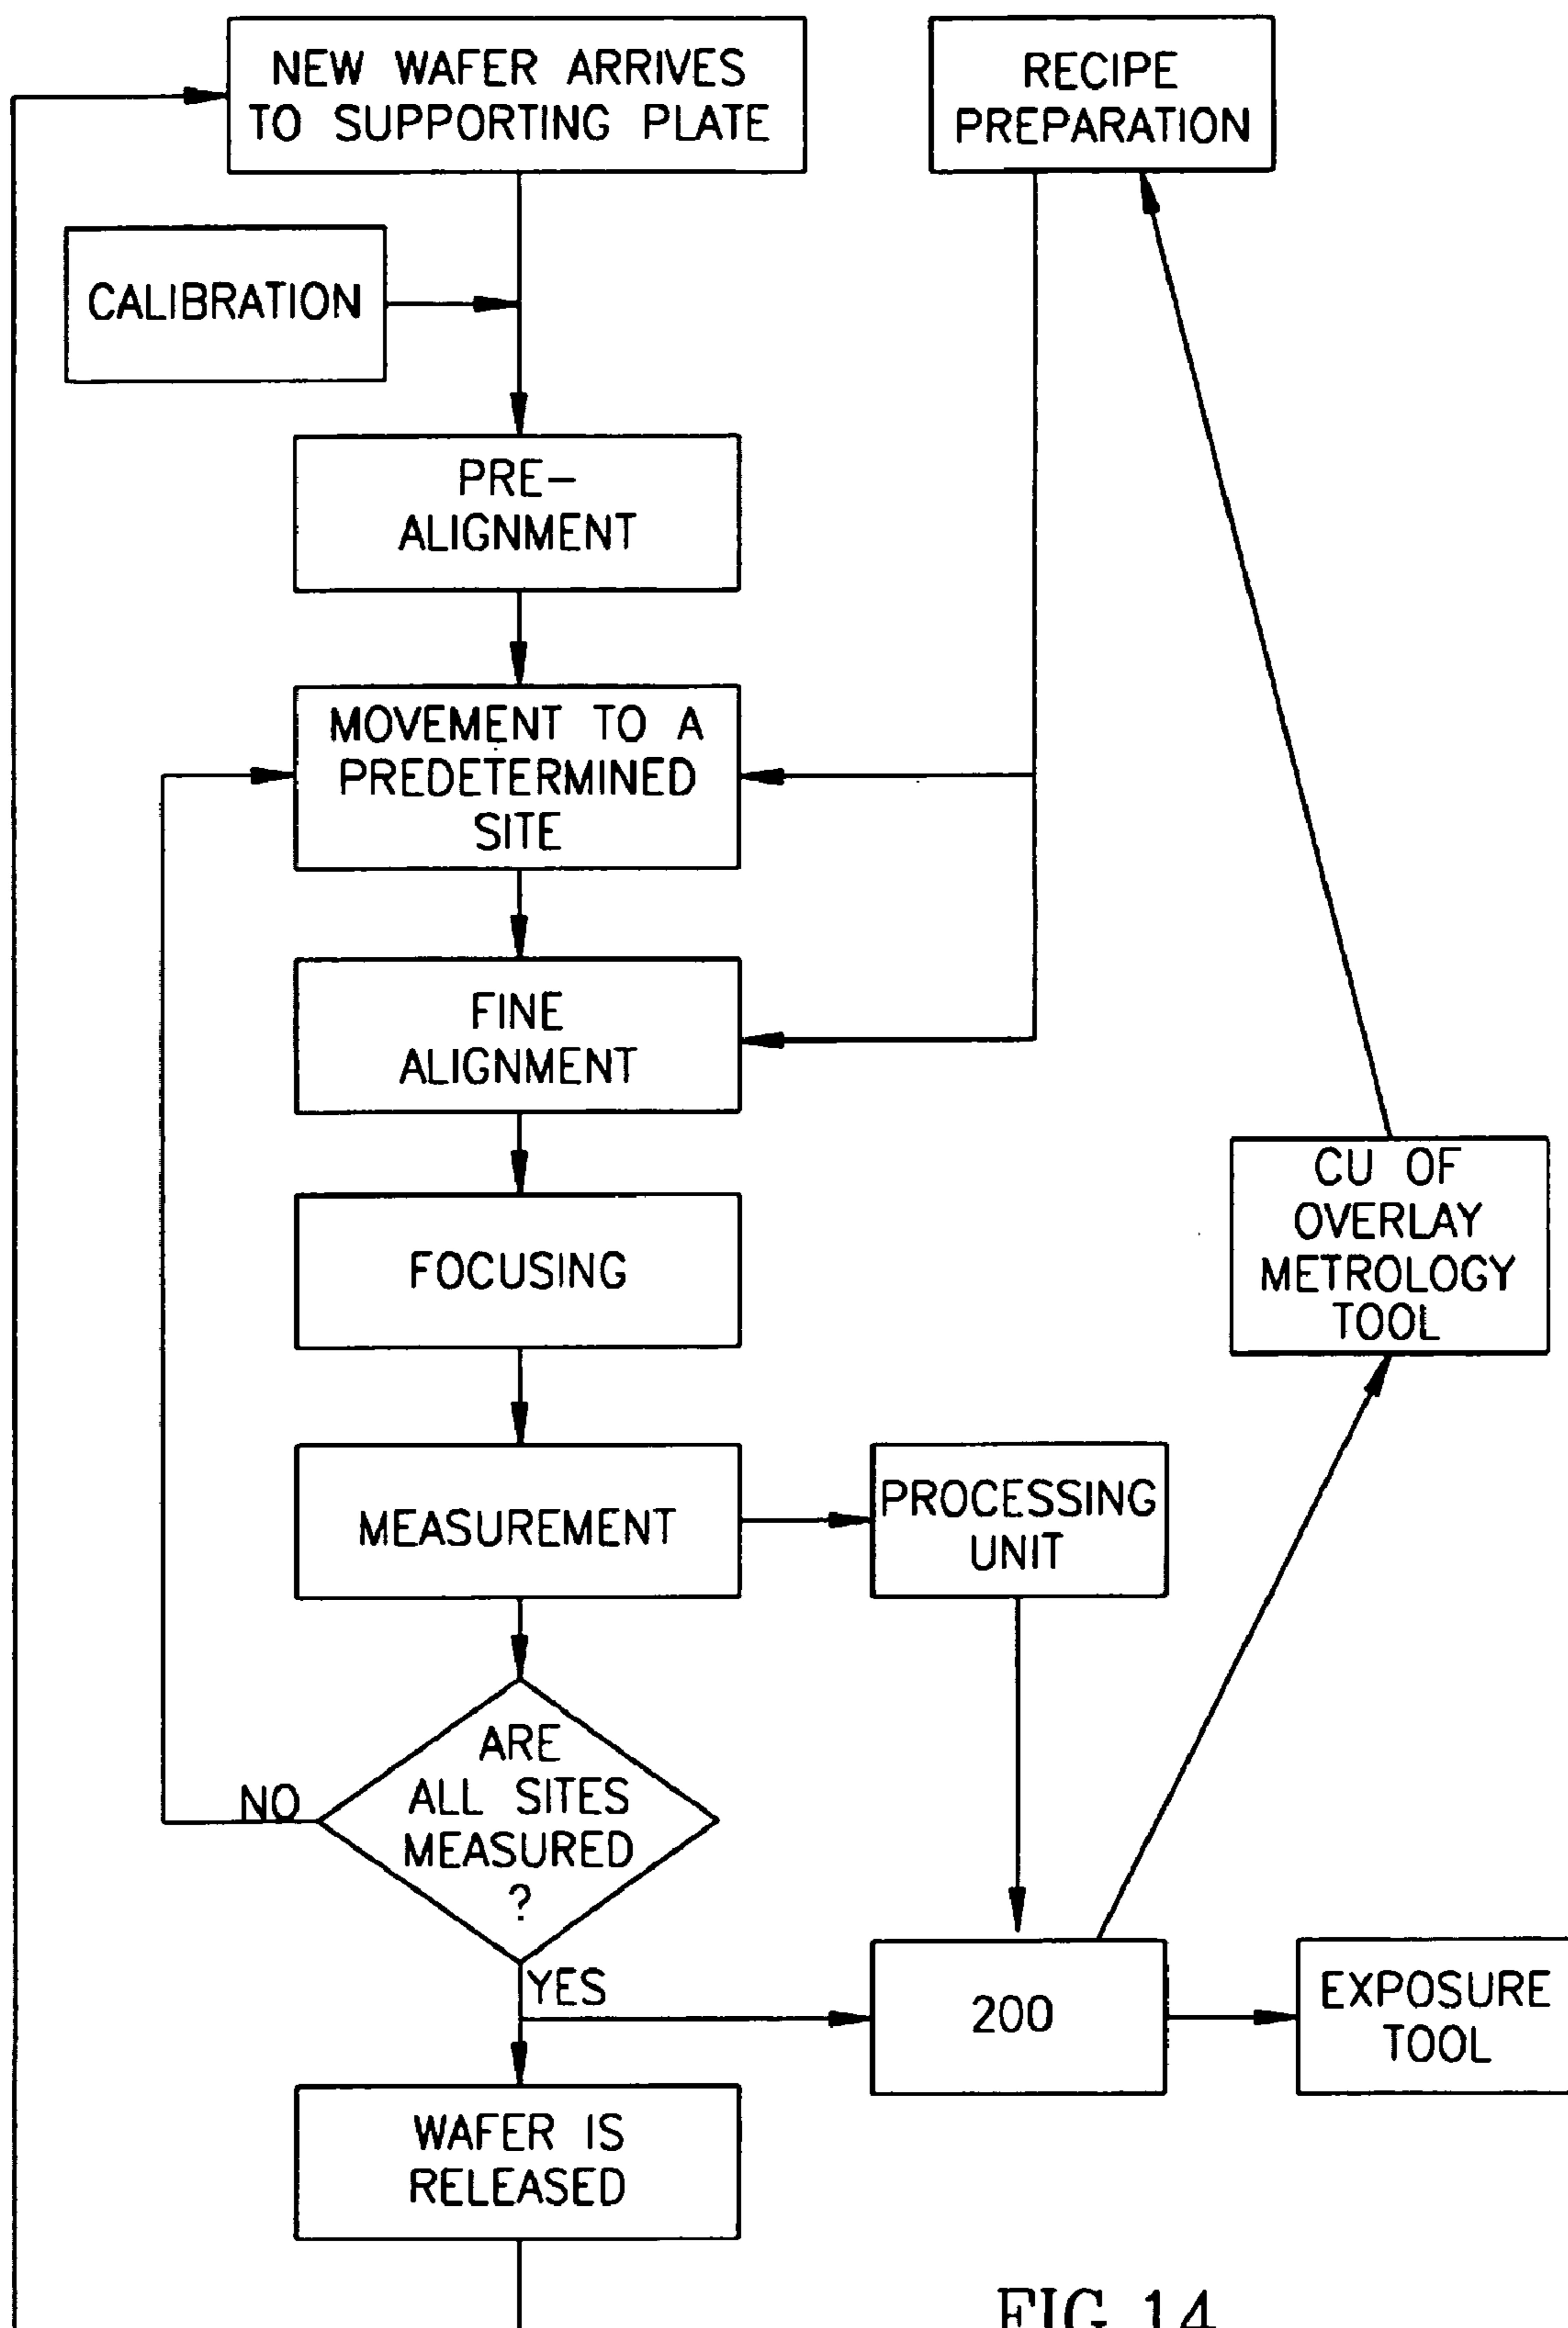 NEW WAFER ARRIVES
TO SUPPORTING PLATE
RECIPE
PREPARATION
CALIBRATION
PRE-
ALIGNMENT
MOVEMENT TO A
PREDETERMINED
SITE
FINE
ALIGNMENT
CU OF
OVERLAY
METROLOGY
TOOL
FOCUSING
MEASUREMENT
PROCESSING
UNIT
ARE
ALL SITES
MEASURED
?
NO
YES
200
EXPOSURE
TOOL
WAFER IS
RELEASED
FIG. 14